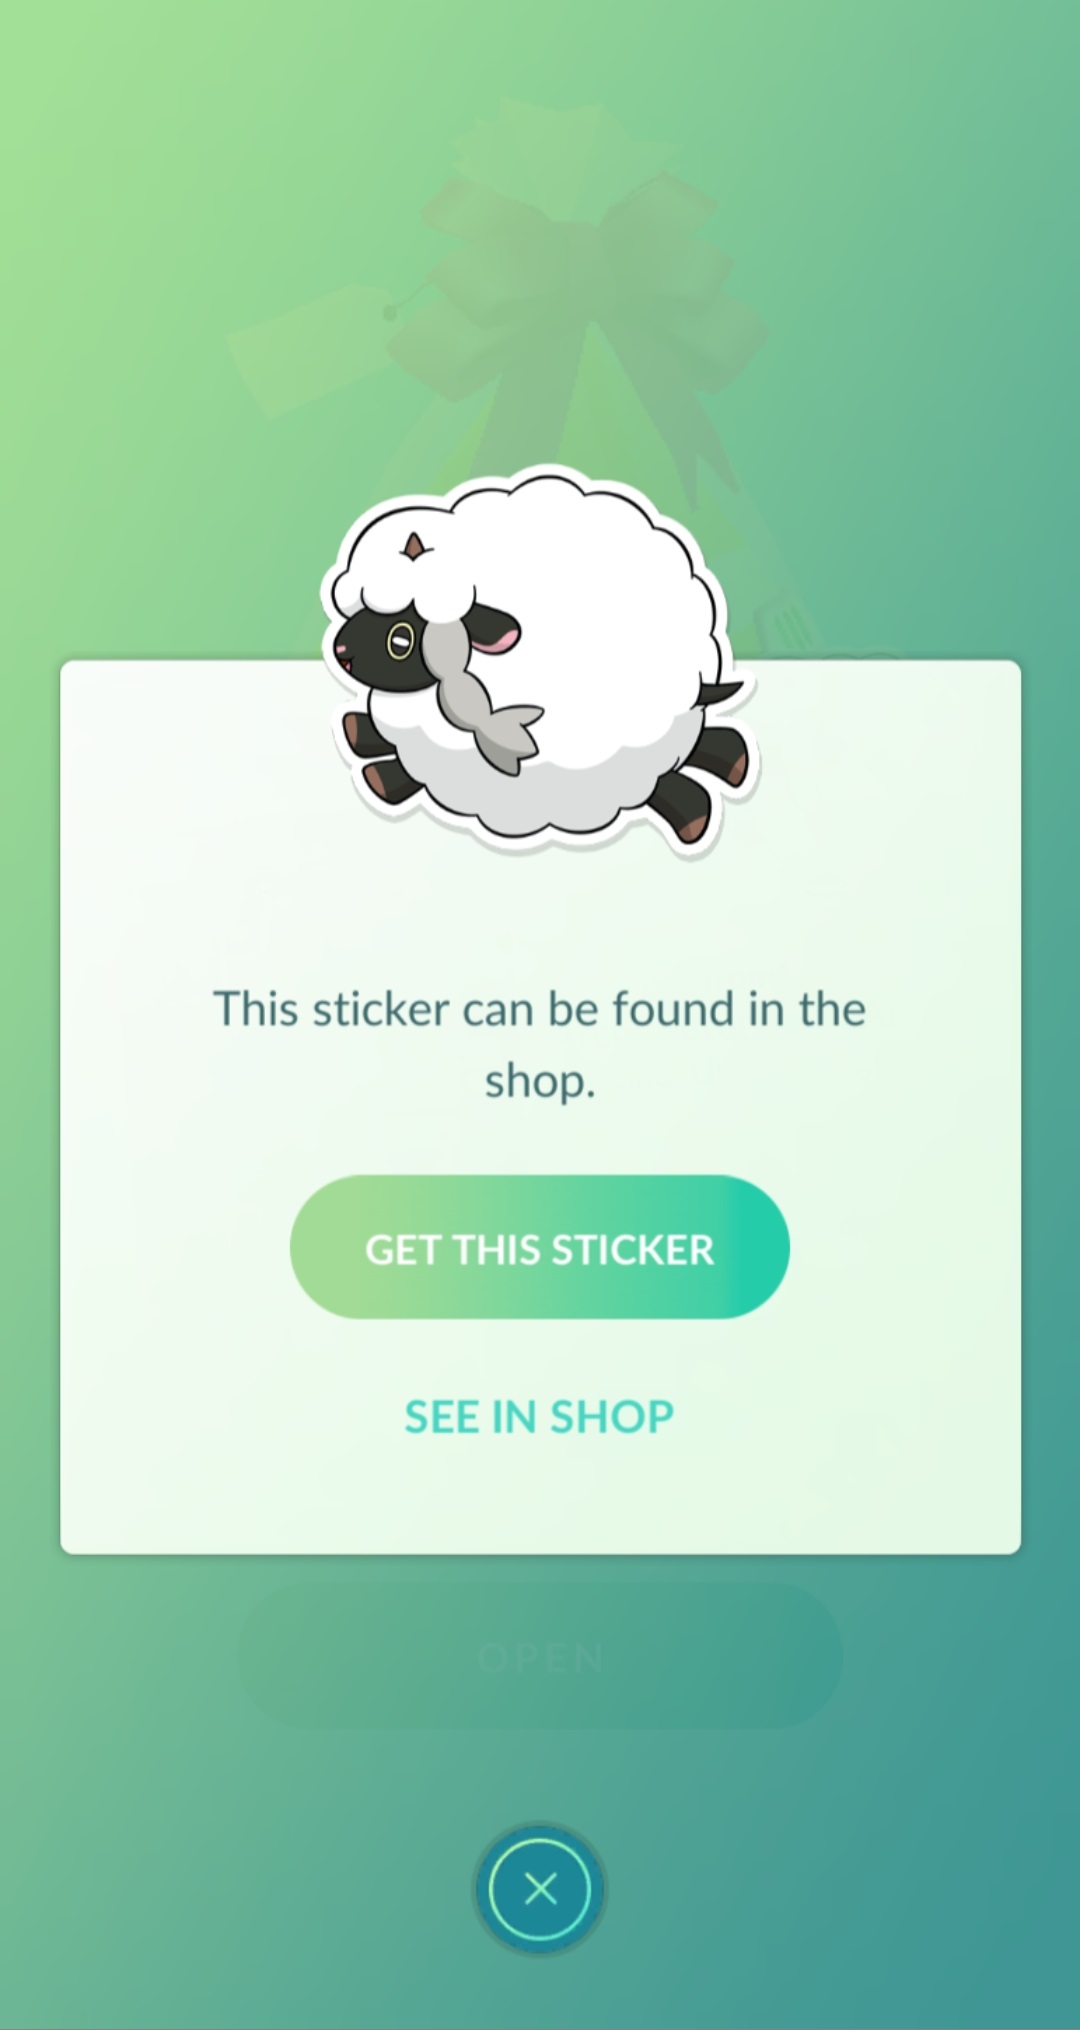 This sticker can be found in the
shop.
GET THIS STICKER
SEE IN SHOP
OPEN